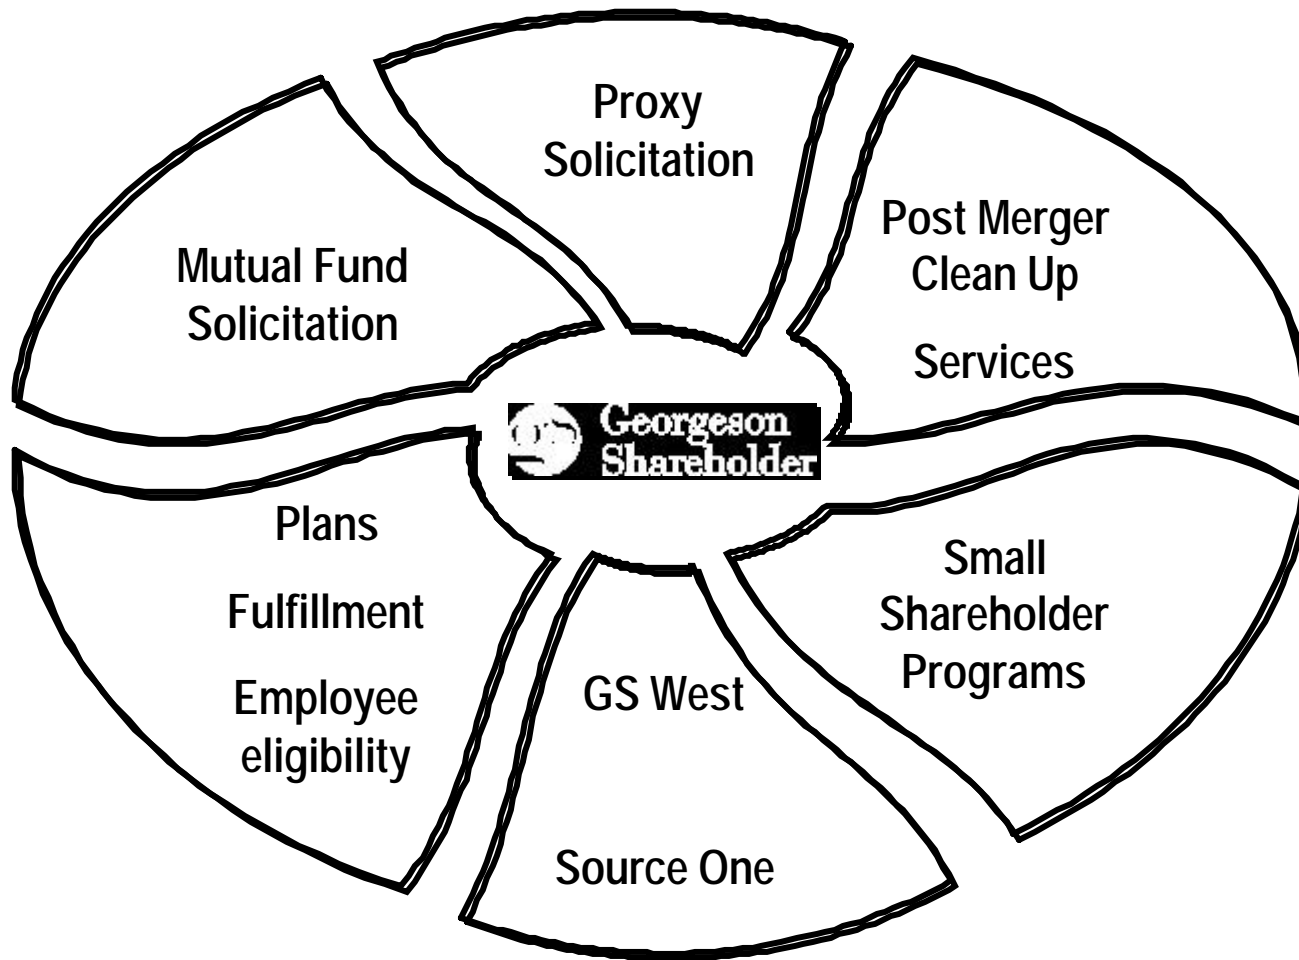 Proxy
Solicitation
Post Merger
Clean Up
Services
Mutual Fund
Solicitation
Georgeson
Shareholder
Plans
Fulfillment
Employee
eligibility
GS West
Source One
Small
Shareholder
Programs